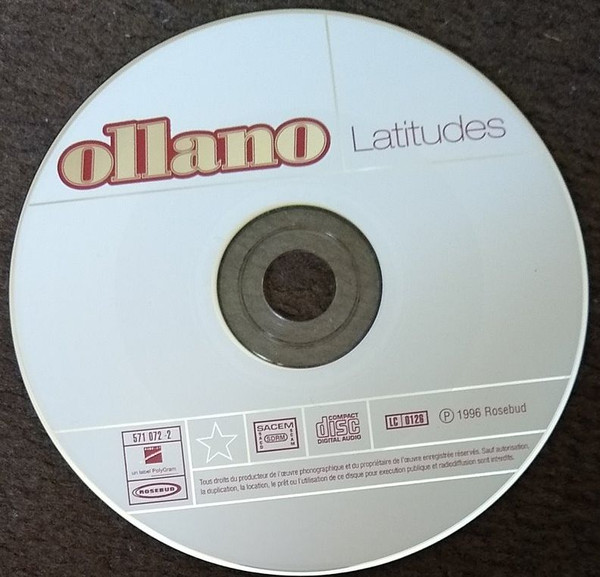 ollano
Latitudes
571 072-2
un label PolyGram
ROSEBUD
SACEM
SDRM
COMPACT
disc
DIGITAL AUDIO
LC 0126
℗ 1996 Rosebud
Tous droits du producteur de l'œuvre phonographique et du propriétaire de l'œuvre enregistrée réservés. Sauf autorisation,
la duplication, la location, le prêt ou l'utilisation de ce disque pour exécution publique et radiodiffusion sont interdits.